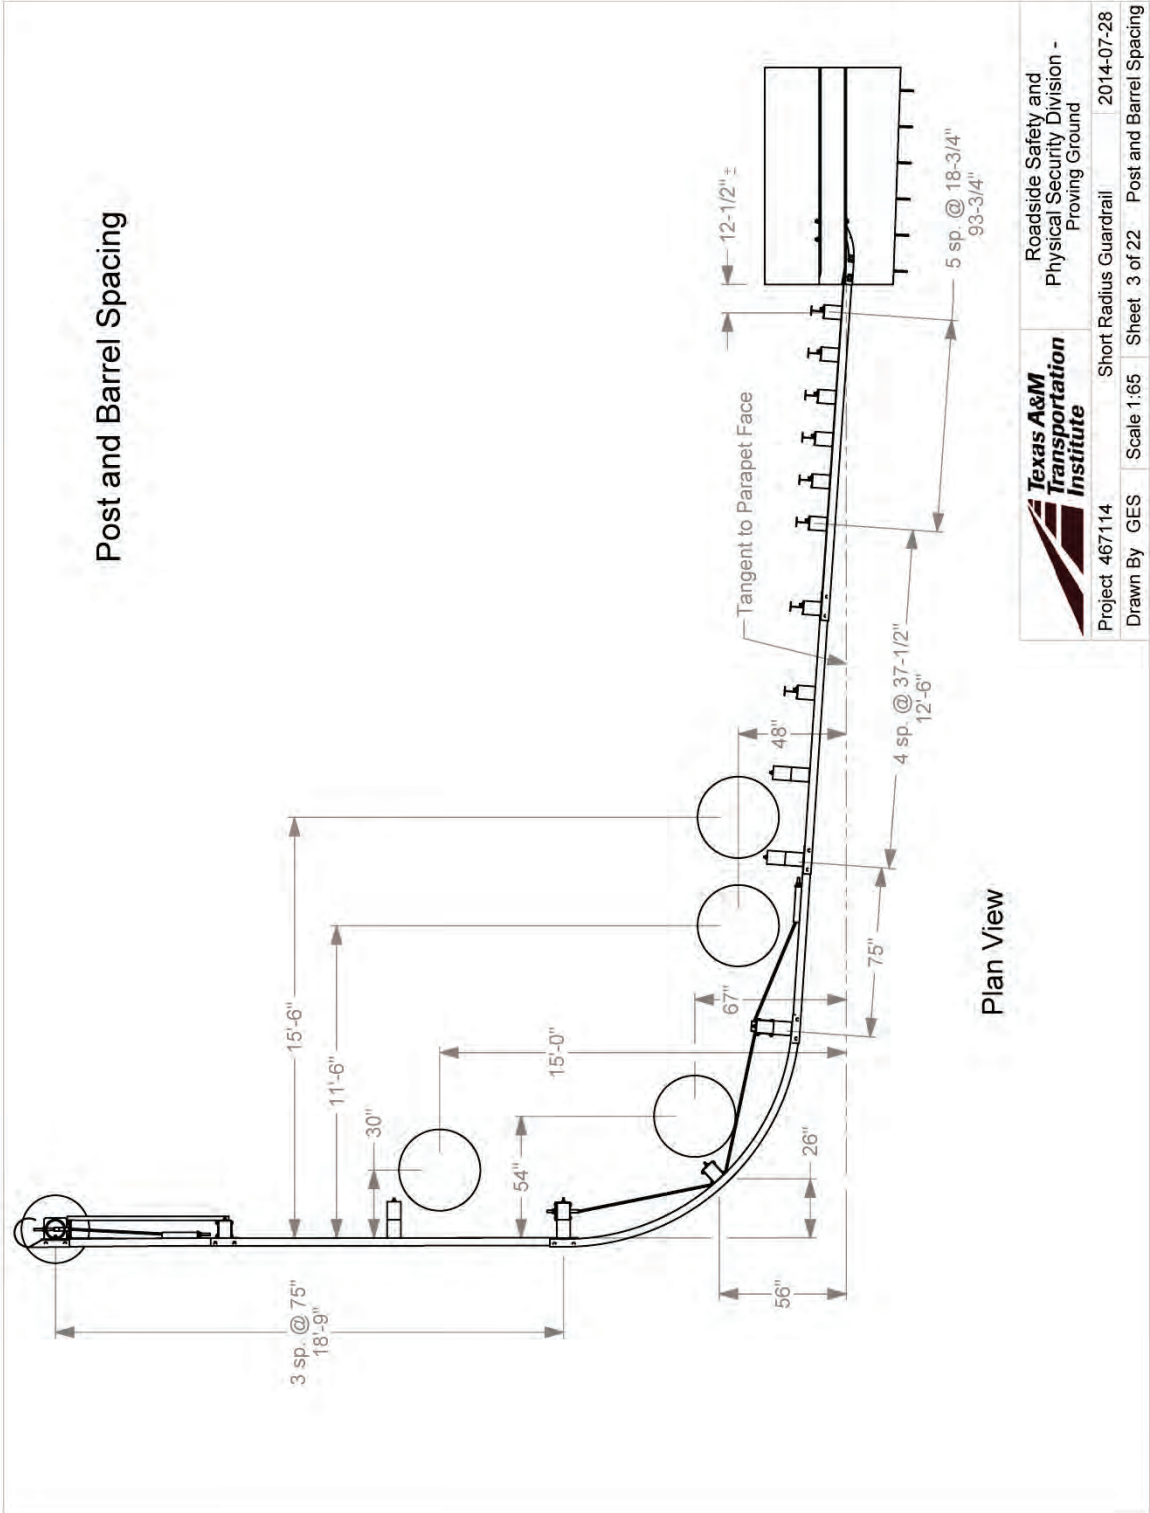 Post and Barrel Spacing
12-1/2" ±
5 sp. @ 18-3/4"
93-3/4"
Tangent to Parapet Face
48"
4 sp. @ 37-1/2"
12'-6"
15'-6"
11'-6"
30"
15'-0"
67"
75"
54"
26"
56"
3 sp. @ 75"
18'-9"
Plan View
Texas A&M
Transportation
Institute
Roadside Safety and
Physical Security Division -
Proving Ground
Project 467114 Short Radius Guardrail 2014-07-28
Drawn By GES Scale 1:65 Sheet 3 of 22 Post and Barrel Spacing